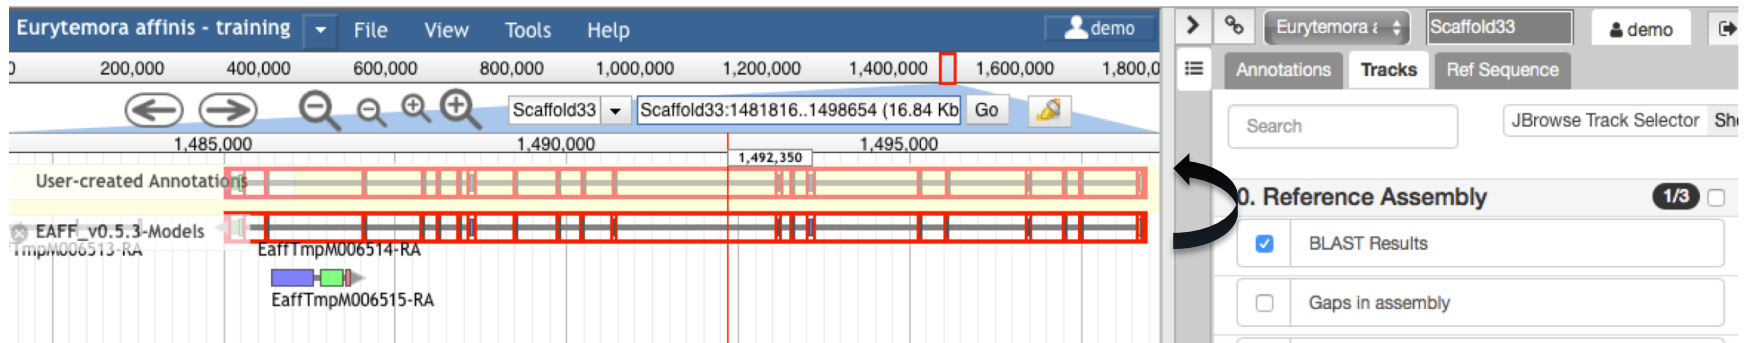 Eurytemora affinis - training File View Tools Help demo
0 200,000 400,000 600,000 800,000 1,000,000 1,200,000 1,400,000 1,600,000 1,800,0
Scaffold33 Scaffold33:1481816..1498654 (16.84 Kb Go
1,485,000 1,490,000 1,495,000
1,492,350
User-created Annotations
EAFF_v0.5.3-Models
TmpM006513-RA EaffTmpM006514-RA
EaffTmpM006515-RA
Eurytemora Scaffold33 demo
Annotations Tracks Ref Sequence
Search JBrowse Track Selector Sho
0. Reference Assembly 1/3
BLAST Results
Gaps in assembly